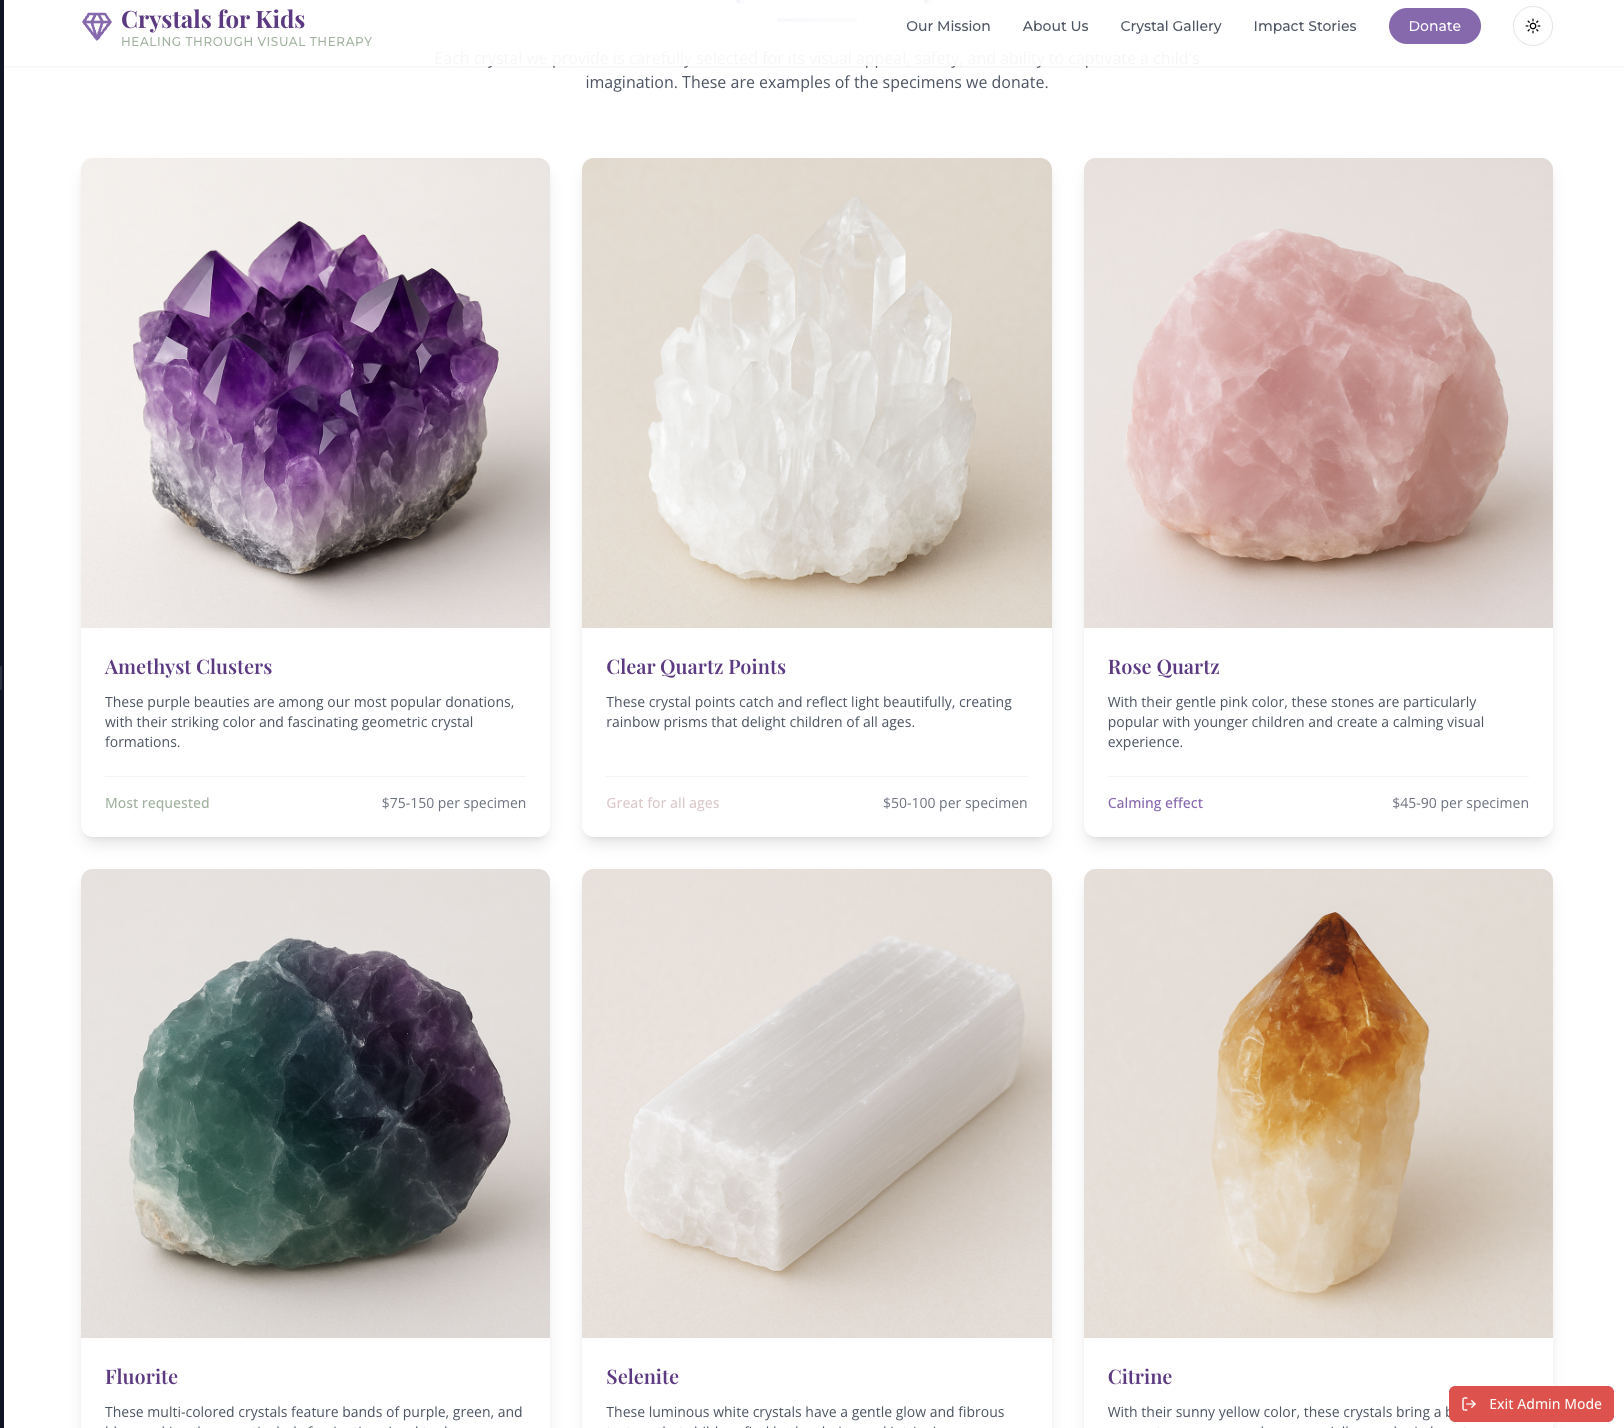 Crystals for Kids
HEALING THROUGH VISUAL THERAPY
Our Mission
About Us
Crystal Gallery
Impact Stories
Donate
Each crystal we provide is carefully selected for its visual appeal, safety, and ability to captivate a child's
imagination. These are examples of the specimens we donate.
Amethyst Clusters
These purple beauties are among our most popular donations,
with their striking color and fascinating geometric crystal
formations.
Most requested
$75-150 per specimen
Clear Quartz Points
These crystal points catch and reflect light beautifully, creating
rainbow prisms that delight children of all ages.
Great for all ages
$50-100 per specimen
Rose Quartz
With their gentle pink color, these stones are particularly
popular with younger children and create a calming visual
experience.
Calming effect
$45-90 per specimen
Fluorite
These multi-colored crystals feature bands of purple, green, and
Selenite
These luminous white crystals have a gentle glow and fibrous
Citrine
With their sunny yellow color, these crystals bring a
Exit Admin Mode